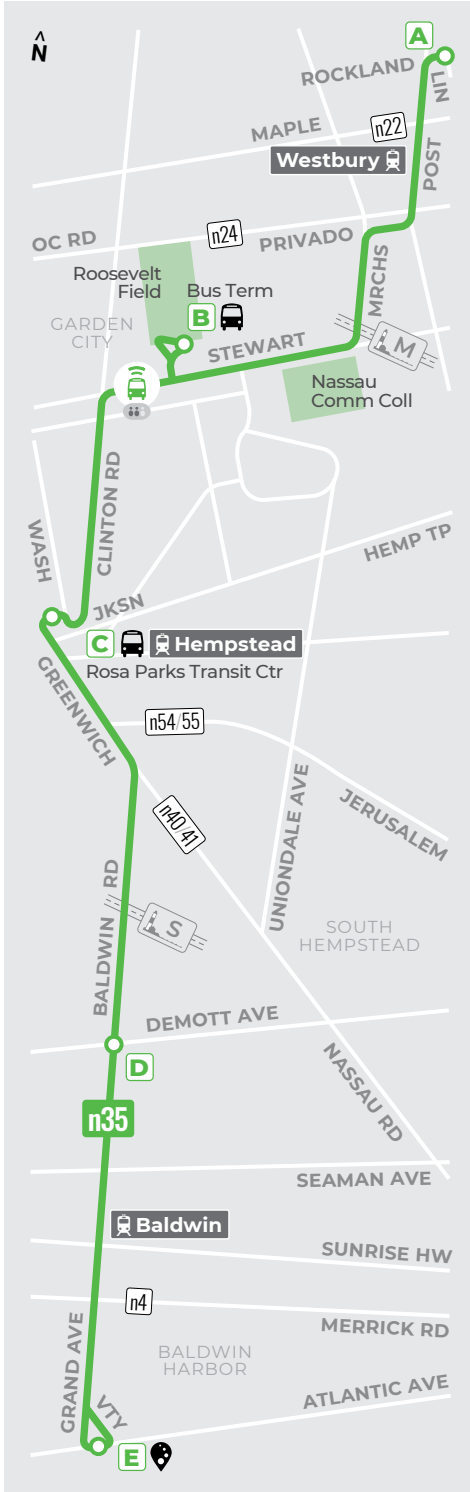 N
A
ROCKLAND
LIN
MAPLE
n22
Westbury
POST
OC RD
n24
PRIVADO
Roosevelt
Field
Bus Term
B
MRCHS
GARDEN
CITY
STEWART
M
Nassau
Comm Coll
CLINTON RD
WASH
HEMP TP
JKSN
C
Hempstead
Rosa Parks Transit Ctr
GREENWICH
n54/55
n40/41
UNIONDALE AVE
JERUSALEM
BALDWIN RD
S
SOUTH
HEMPSTEAD
DEMOTT AVE
D
NASSAU RD
n35
SEAMAN AVE
Baldwin
SUNRISE HW
n4
MERRICK RD
BALDWIN
HARBOR
GRAND AVE
VTY
ATLANTIC AVE
E